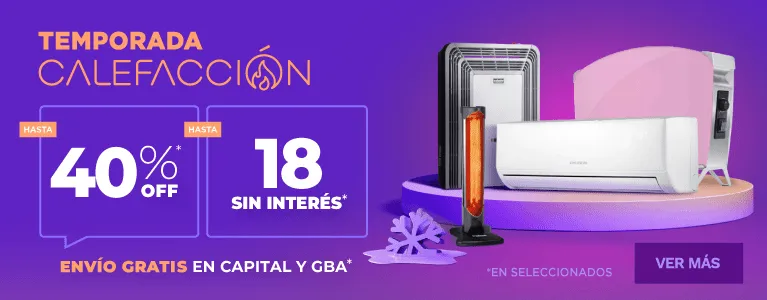 TEMPORADA
CALEFACCIÓN
HASTA
40%*
OFF
HASTA
18
SIN INTERÉS*
ENVÍO GRATIS EN CAPITAL Y GBA*
*EN SELECCIONADOS
VER MÁS